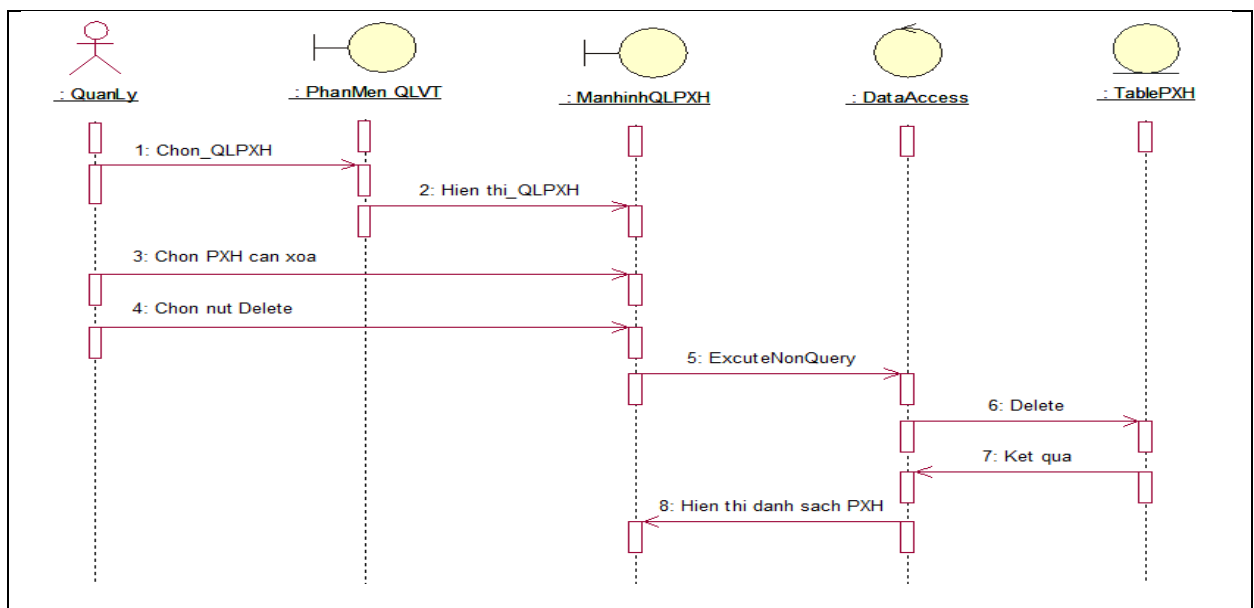 : QuanLy
: PhanMen QLVT
: ManhinhQLPXH
: DataAccess
: TablePXH
1: Chon_QLPXH
2: Hien thi_QLPXH
3: Chon PXH can xoa
4: Chon nut Delete
5: ExcuteNonQuery
6: Delete
7: Ket qua
8: Hien thi danh sach PXH